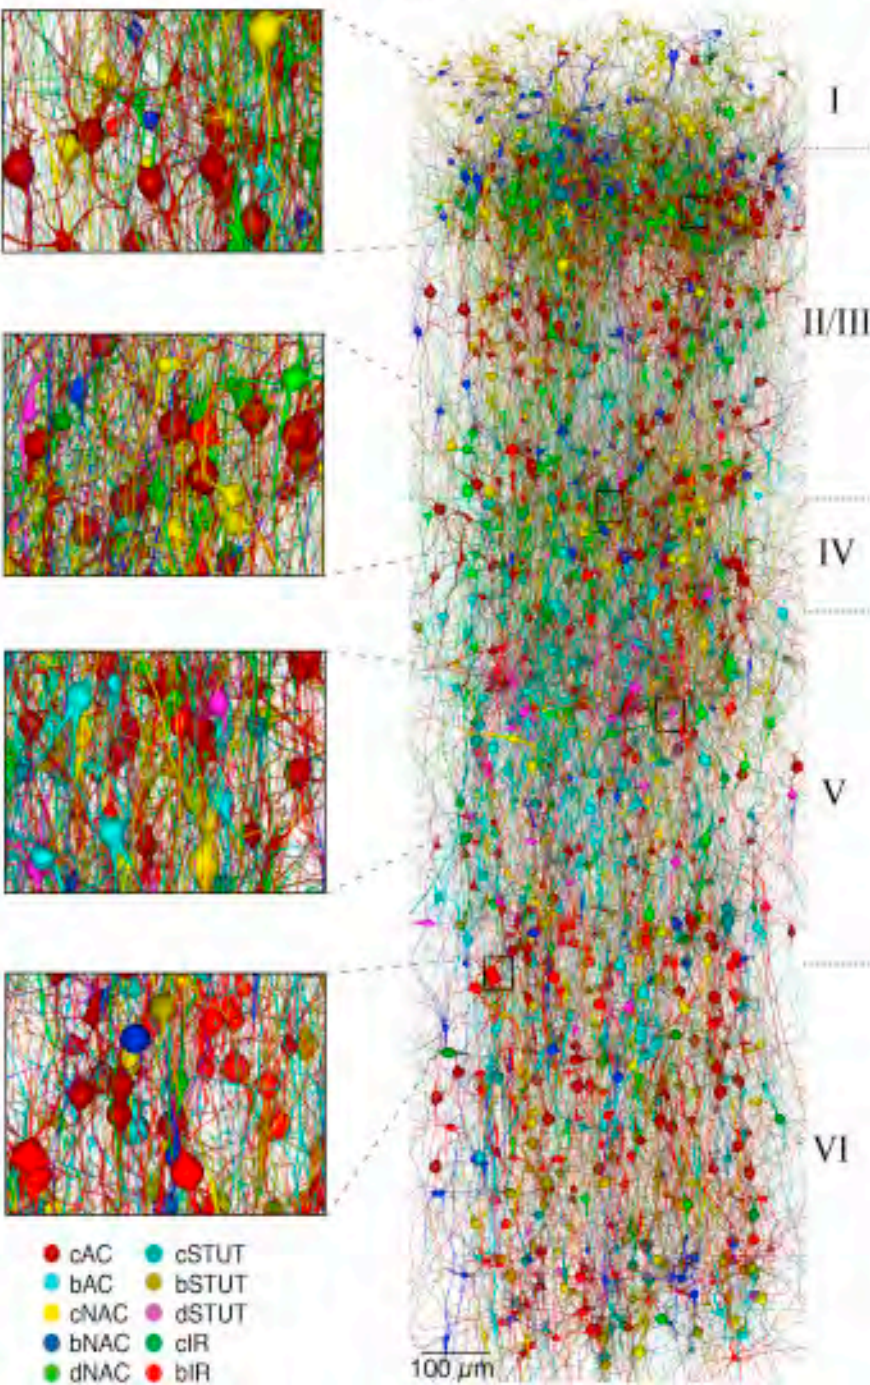 I
II/III
IV
V
VI
cAC cSTUT
bAC bSTUT
cNAC dSTUT
bNAC cIR
dNAC bIR
100 µm